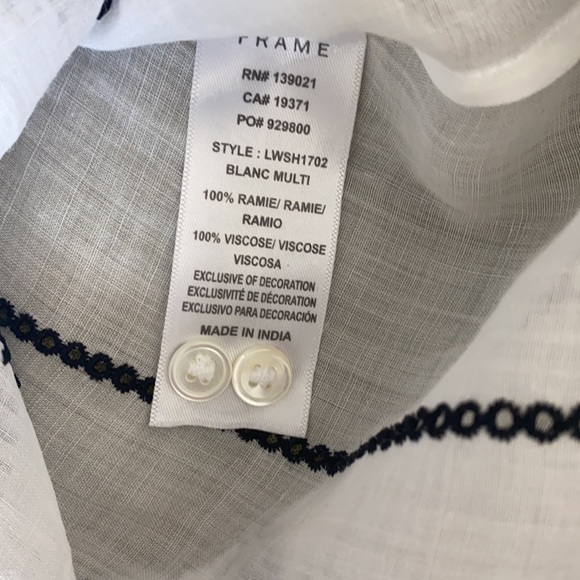 FRAME
RN# 139021
CA# 19371
PO# 929800
STYLE : LWSH1702
BLANC MULTI
100% RAMIE/ RAMIE/
RAMIO
100% VISCOSE/ VISCOSE
VISCOSA
EXCLUSIVE OF DECORATION
EXCLUSIVITÉ DE DÉCORATION
EXCLUSIVO PARA DECORACIÓN
MADE IN INDIA